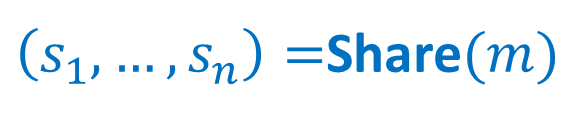 (s₁, … , sₙ) =Share(m)